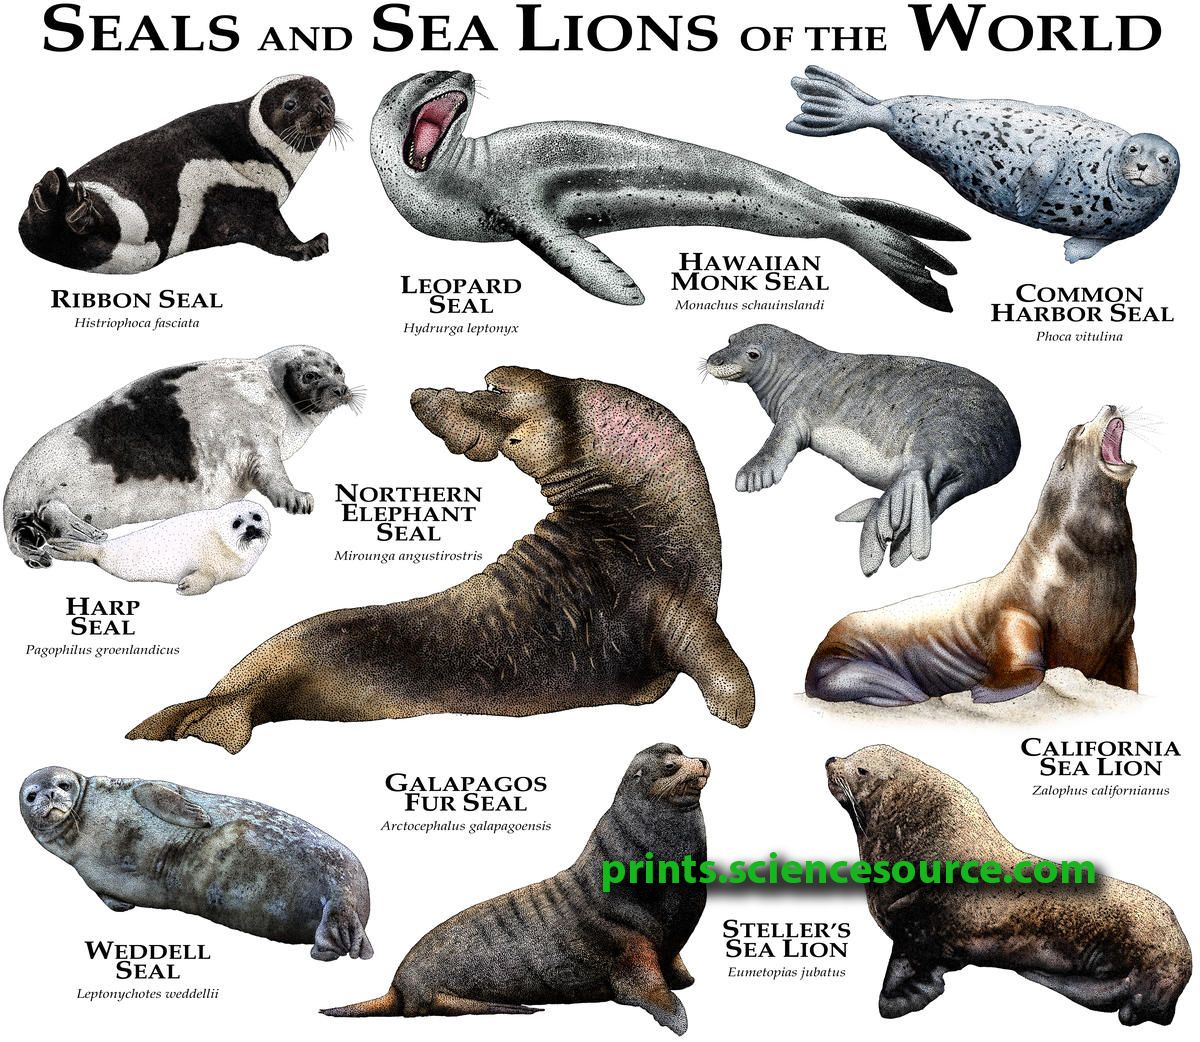 SEALS AND SEA LIONS OF THE WORLD
RIBBON SEAL
Histriophoca fasciata
LEOPARD
SEAL
Hydrurga leptonyx
HAWAIIAN
MONK SEAL
Monachus schauinslandi
COMMON
HARBOR SEAL
Phoca vitulina
NORTHERN
ELEPHANT
SEAL
Mirounga angustirostris
HARP
SEAL
Pagophilus groenlandicus
CALIFORNIA
SEA LION
Zalophus californianus
GALAPAGOS
FUR SEAL
Arctocephalus galapagoensis
prints.sciencesource.com
WEDDELL
SEAL
Leptonychotes weddellii
STELLER'S
SEA LION
Eumetopias jubatus